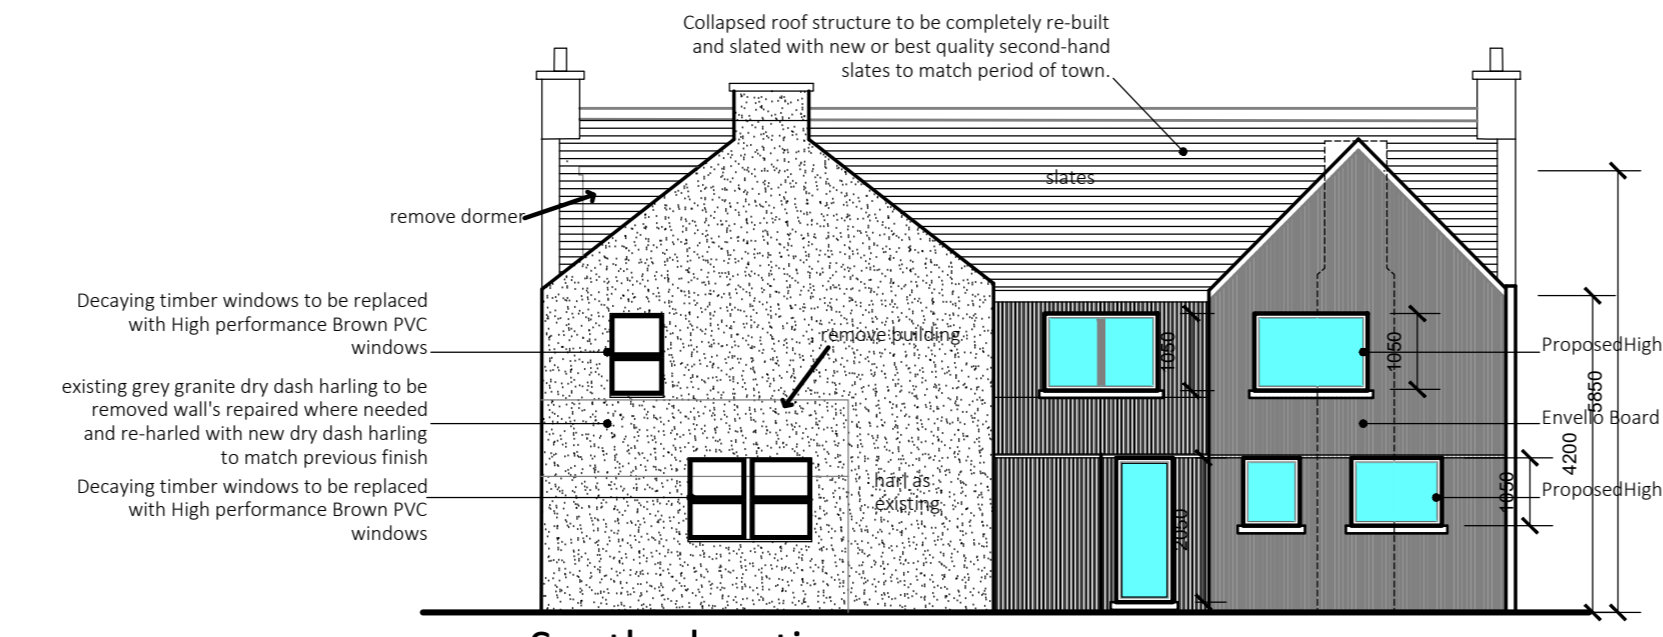 Collapsed roof structure to be completely re-built
and slated with new or best quality second-hand
slates to match period of town.
slates
remove dormer
Decaying timber windows to be replaced
with High performance Brown PVC
windows
remove building
existing grey granite dry dash harling to be
removed wall's repaired where needed
and re-harled with new dry dash harling
to match previous finish
Decaying timber windows to be replaced
with High performance Brown PVC
windows
harl as
existing
1050
1050
2050
1050
4200
5850
ProposedHigh
Envello Board
ProposedHigh